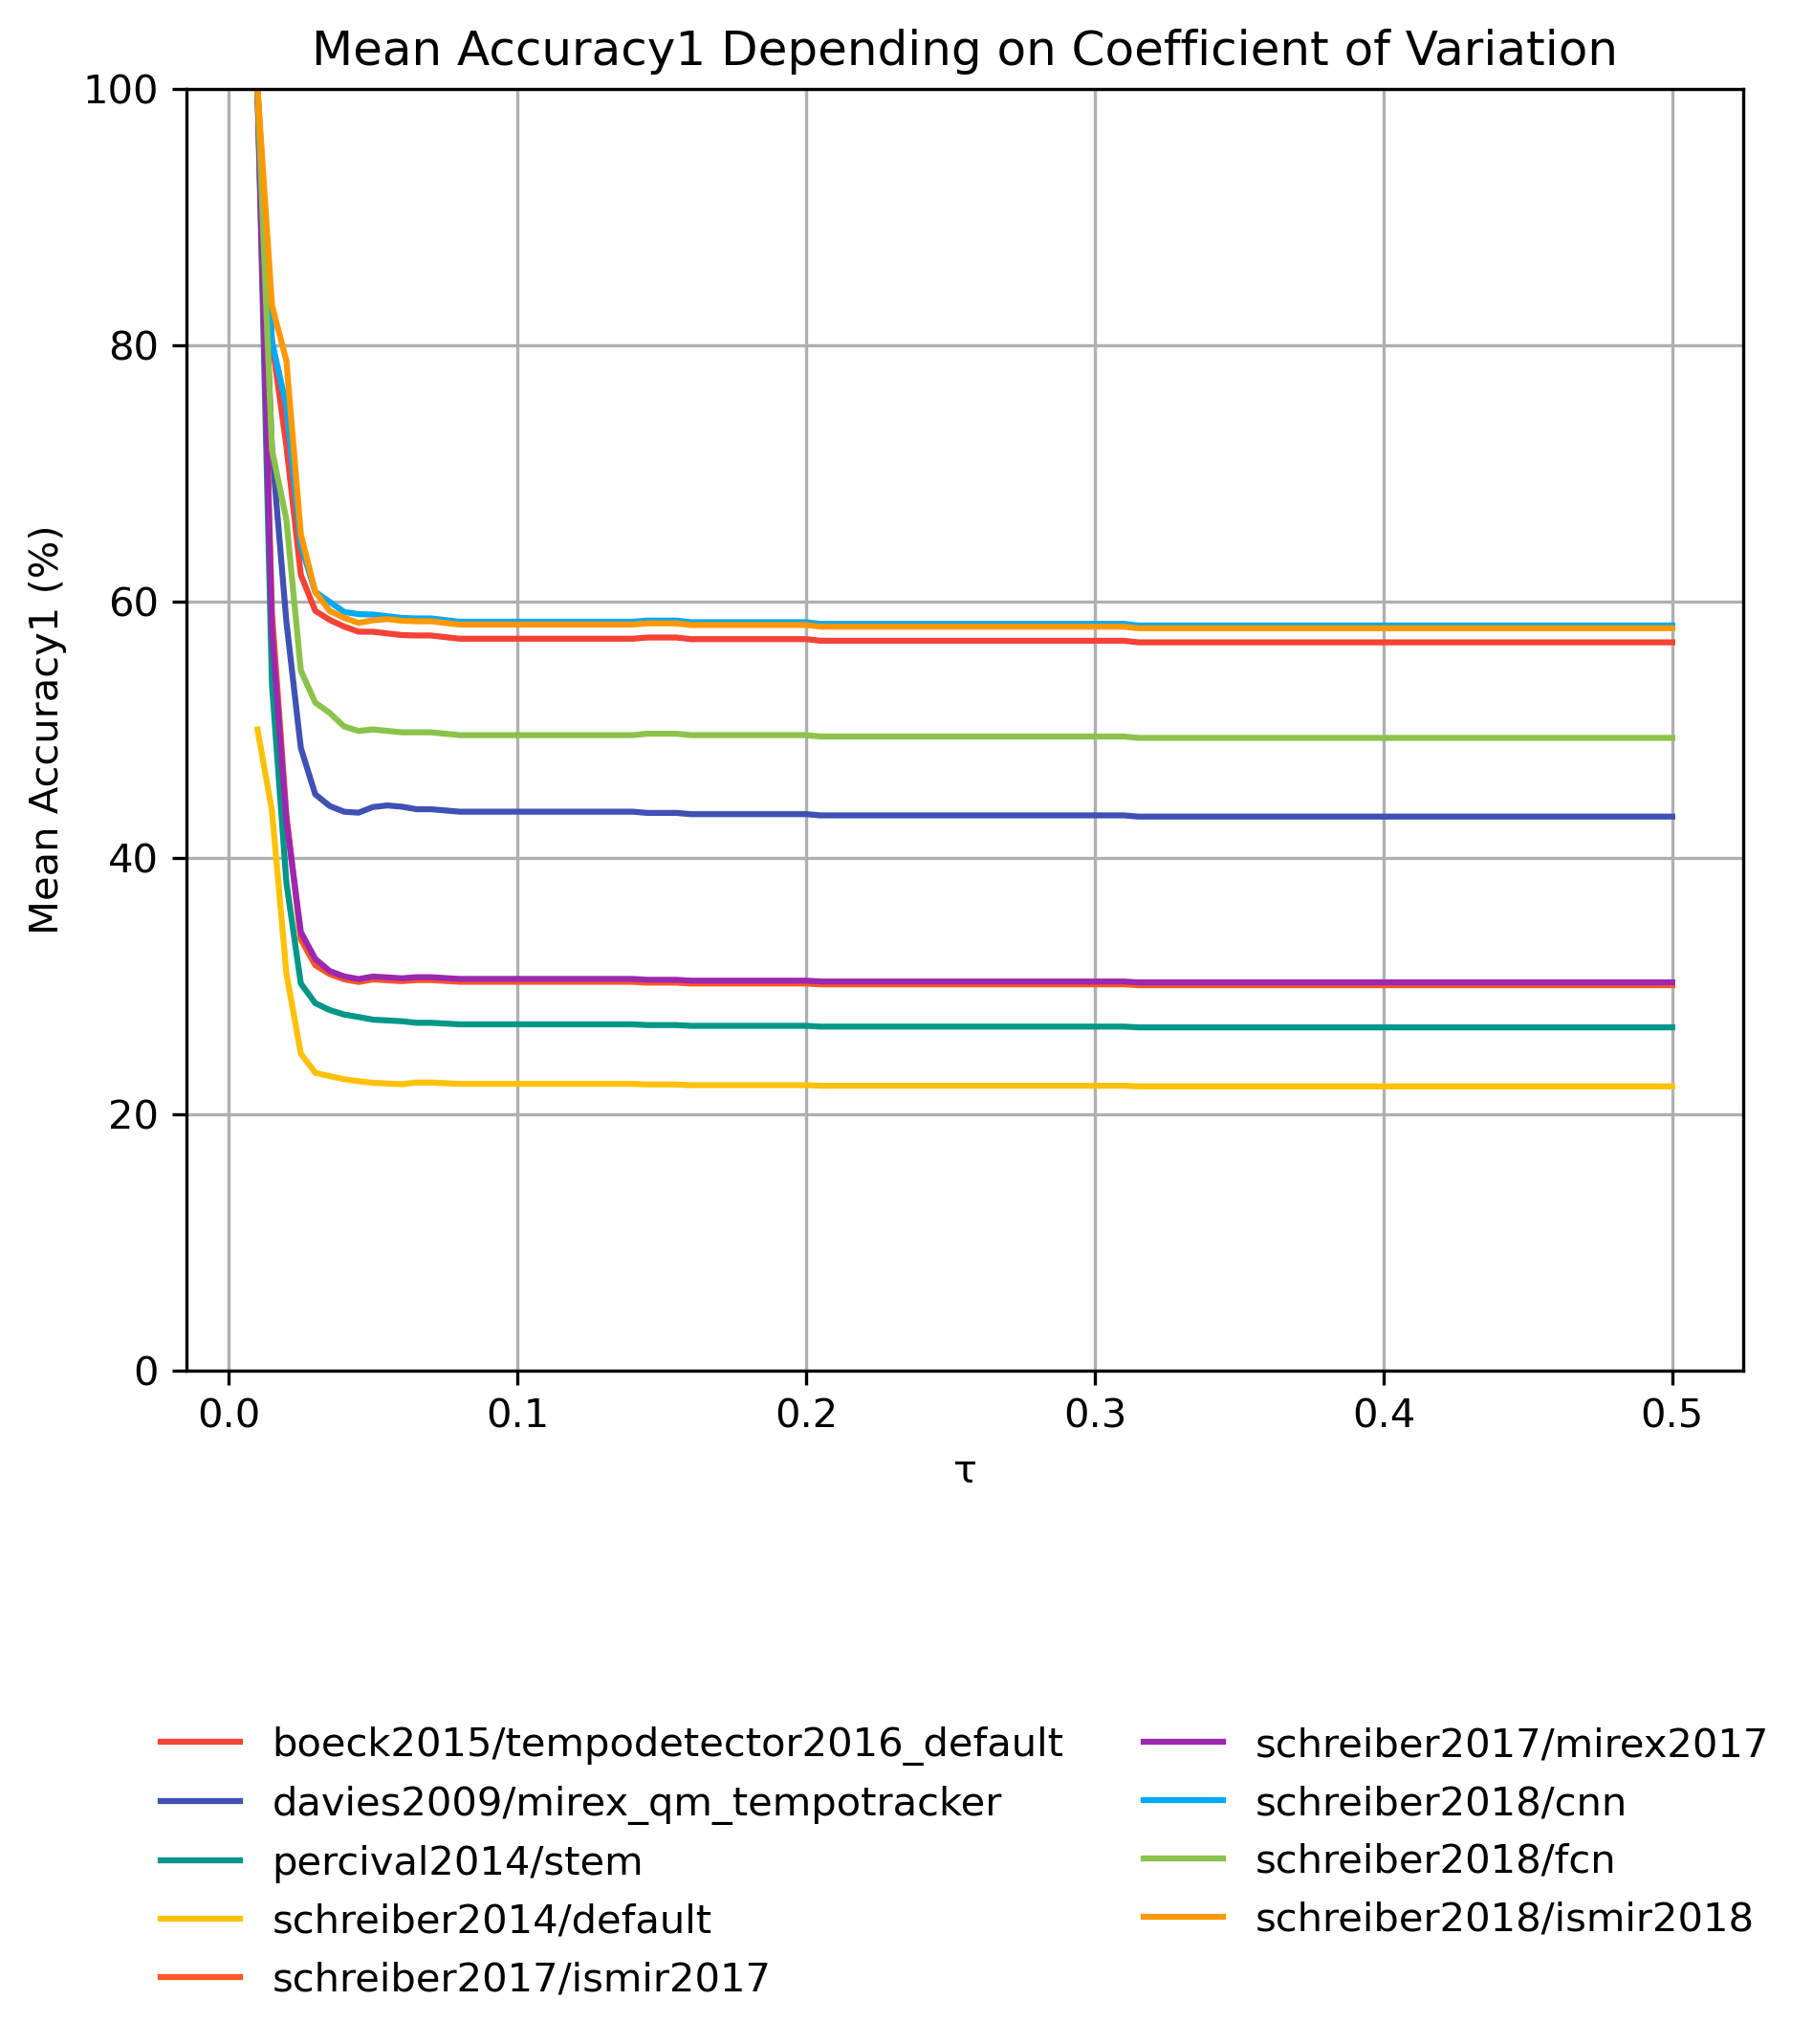 Mean Accuracy1 Depending on Coefficient of Variation
Mean Accuracy1 (%)
100
80
60
40
20
0
0.0 0.1 0.2 0.3 0.4 0.5
τ
boeck2015/tempodetector2016_default
davies2009/mirex_qm_tempotracker
percival2014/stem
schreiber2014/default
schreiber2017/ismir2017
schreiber2017/mirex2017
schreiber2018/cnn
schreiber2018/fcn
schreiber2018/ismir2018